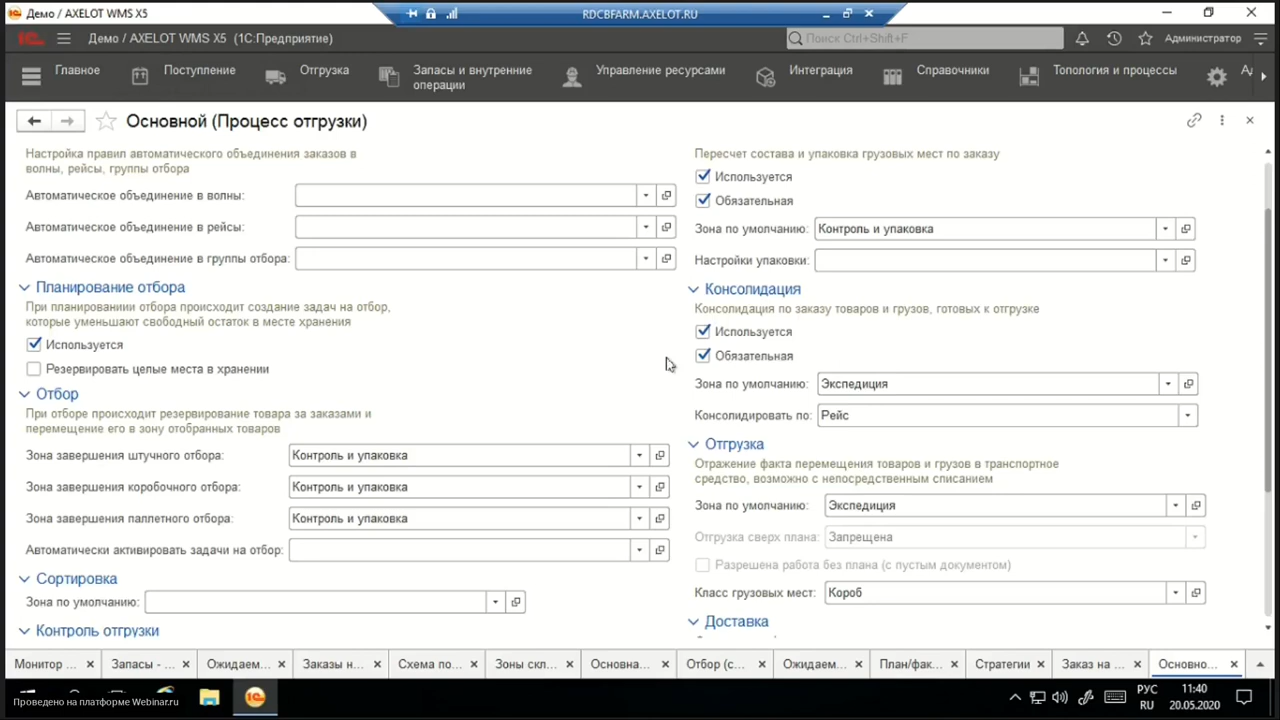 Демо / AXELOT WMS X5
RDCBFARM.AXELOT.RU
Демо / AXELOT WMS X5 (1С:Предприятие)
Поиск Ctrl+Shift+F
Администратор
Главное
Поступление
Отгрузка
Запасы и внутренние
операции
Управление ресурсами
Интеграция
Справочники
Топология и процессы
Основной (Процесс отгрузки)
Настройка правил автоматического объединения заказов в
волны, рейсы, группы отбора
Автоматическое объединение в волны:
Автоматическое объединение в рейсы:
Автоматическое объединение в группы отбора:
Планирование отбора
При планированиии отбора происходит создание задач на отбор,
которые уменьшают свободный остаток в месте хранения
Используется
Резервировать целые места в хранении
Отбор
При отборе происходит резервирование товара за заказами и
перемещение его в зону отобранных товаров
Зона завершения штучного отбора: Контроль и упаковка
Зона завершения коробочного отбора: Контроль и упаковка
Зона завершения паллетного отбора: Контроль и упаковка
Автоматически активировать задачи на отбор:
Сортировка
Зона по умолчанию:
Контроль отгрузки
Пересчет состава и упаковка грузовых мест по заказу
Используется
Обязательная
Зона по умолчанию: Контроль и упаковка
Настройки упаковки:
Консолидация
Консолидация по заказу товаров и грузов, готовых к отгрузке
Используется
Обязательная
Зона по умолчанию: Экспедиция
Консолидировать по: Рейс
Отгрузка
Отражение факта перемещения товаров и грузов в транспортное
средство, возможно с непосредственным списанием
Зона по умолчанию: Экспедиция
Отгрузка сверх плана: Запрещена
Разрешена работа без плана (с пустым документом)
Класс грузовых мест: Короб
Доставка
Монитор ...
Запасы - ...
Ожидаем...
Заказы н...
Схема по...
Зоны скл...
Основна...
Отбор (с...
Ожидаем...
План/фак...
Стратегии
Заказ на ...
Основно...
Проведено на платформе Webinar.ru
РУС
RU
11:40
20.05.2020